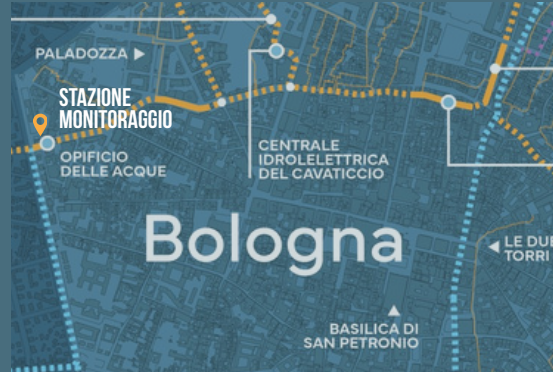 PALADOZZA
STAZIONE
MONITORAGGIO
OPIFICIO
DELLE ACQUE
CENTRALE
IDROLELETTRICA
DEL CAVATICCIO
Bologna
LE DUE
TORRI
BASILICA DI
SAN PETRONIO